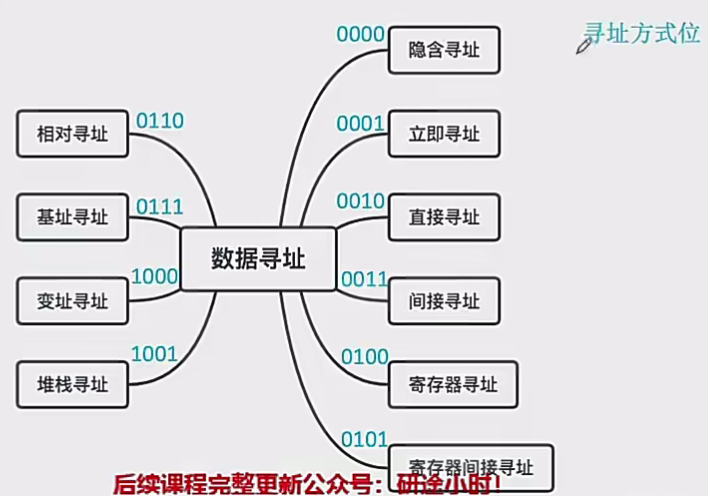 寻址方式位
0000
隐含寻址
0001
立即寻址
0010
直接寻址
0011
间接寻址
0100
寄存器寻址
0101
寄存器间接寻址
0110
相对寻址
0111
基址寻址
1000
变址寻址
1001
堆栈寻址
数据寻址
后续课程完整更新公众号：研途小时！